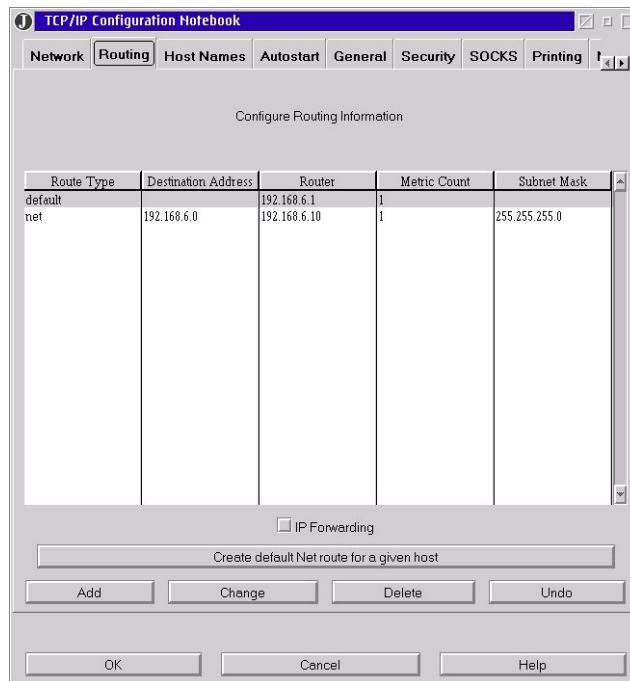 J TCP/IP Configuration Notebook
Network Routing Host Names Autostart General Security SOCKS Printing
Configure Routing Information
Route Type Destination Address Router Metric Count Subnet Mask
default 192.168.6.1 1
net 192.168.6.0 192.168.6.10 1 255.255.255.0
IP Forwarding
Create default Net route for a given host
Add Change Delete Undo
OK Cancel Help